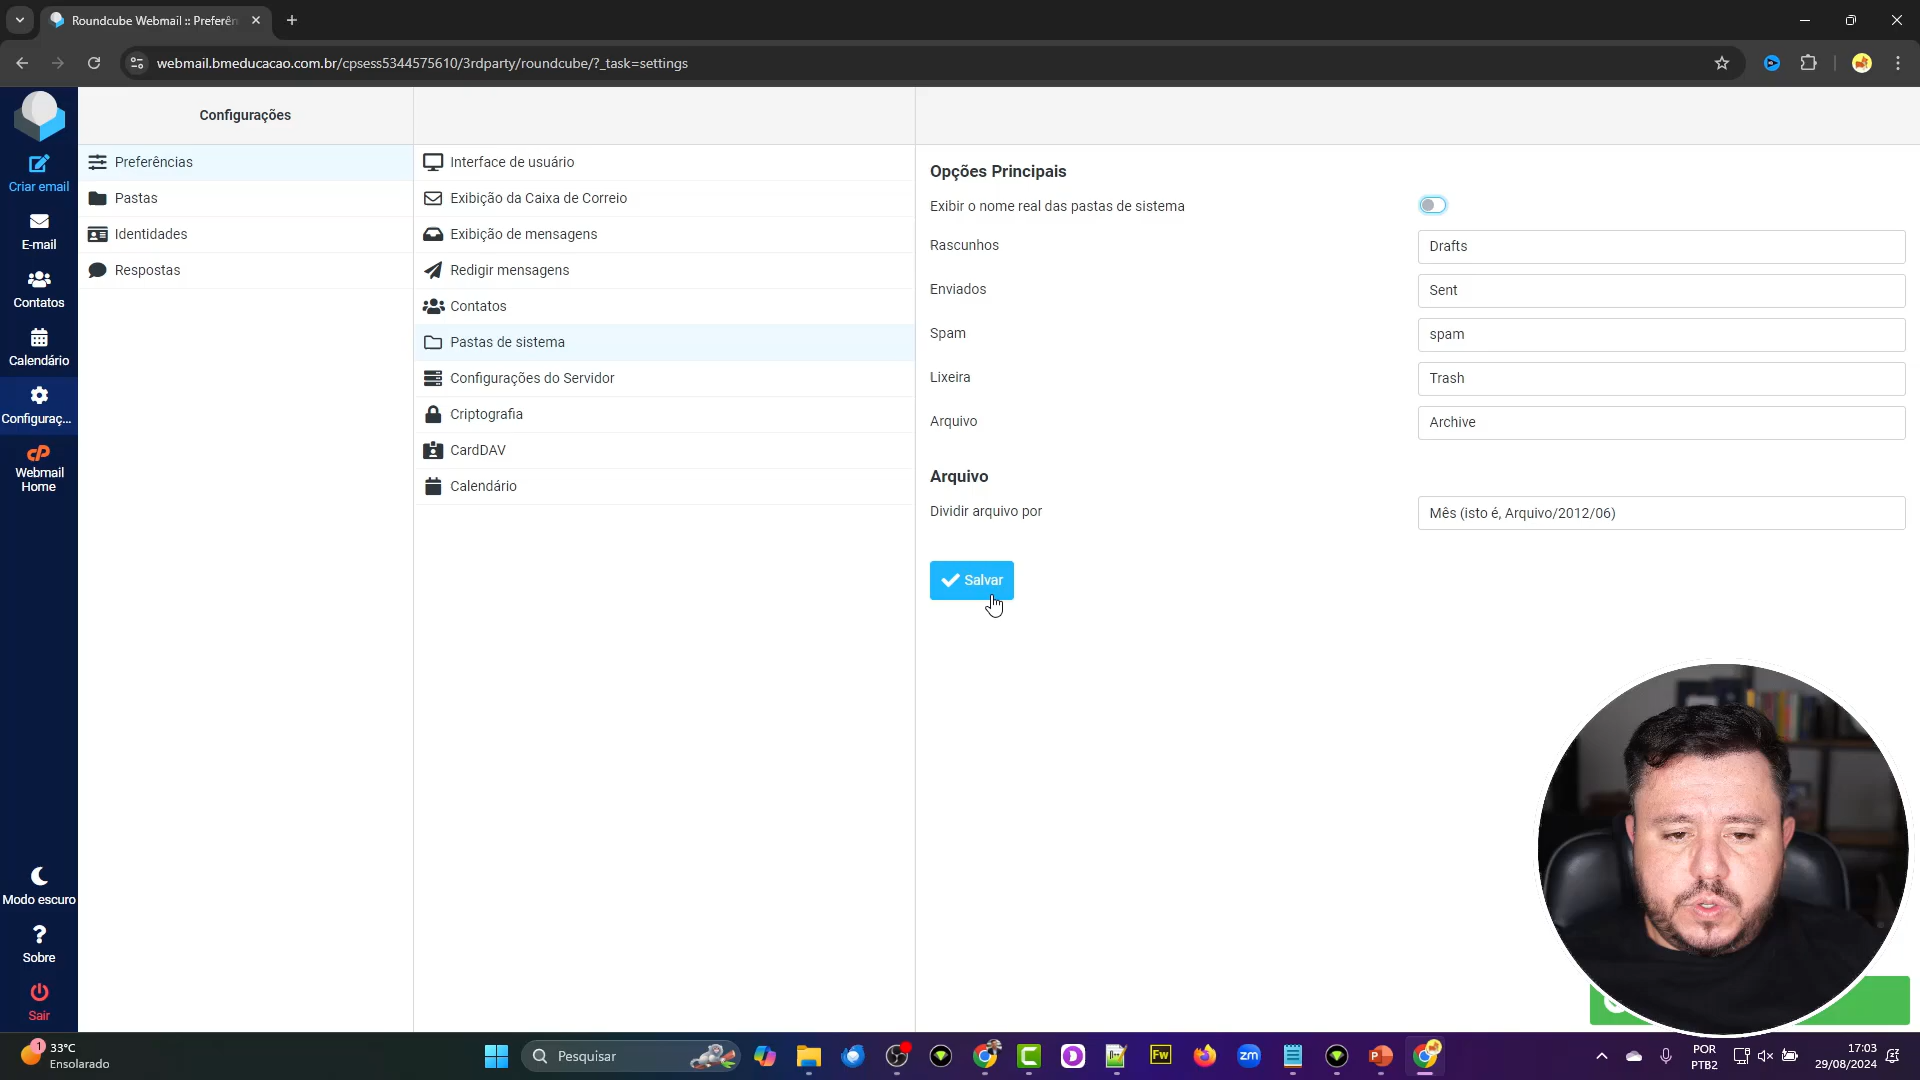 Roundcube Webmail :: Preferên
webmail.bmeducacao.com.br/cpsess5344575610/3rdparty/roundcube/?_task=settings
Criar email
E-mail
Contatos
Calendário
Configuraç...
cP
Webmail
Home
Modo escuro
?
Sobre
Sair
Configurações
Preferências
Pastas
Identidades
Respostas
Interface de usuário
Exibição da Caixa de Correio
Exibição de mensagens
Redigir mensagens
Contatos
Pastas de sistema
Configurações do Servidor
Criptografia
CardDAV
Calendário
Opções Principais
Exibir o nome real das pastas de sistema
Rascunhos
Drafts
Enviados
Sent
Spam
spam
Lixeira
Trash
Arquivo
Archive
Arquivo
Dividir arquivo por
Mês (isto é, Arquivo/2012/06)
Salvar
1
33°C
Ensolarado
Pesquisar
Fw
zm
POR
PTB2
17:03
29/08/2024